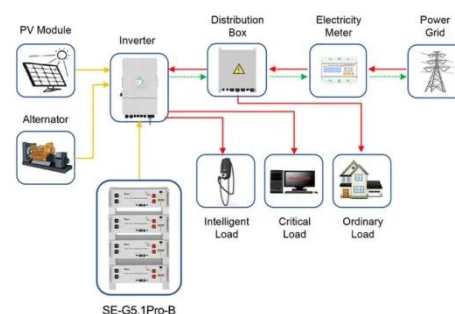 PV Module
Inverter
Distribution
Box
Electricity
Meter
Power
Grid
Alternator
Intelligent
Load
Critical
Load
Ordinary
Load
SE-G5.1Pro-B